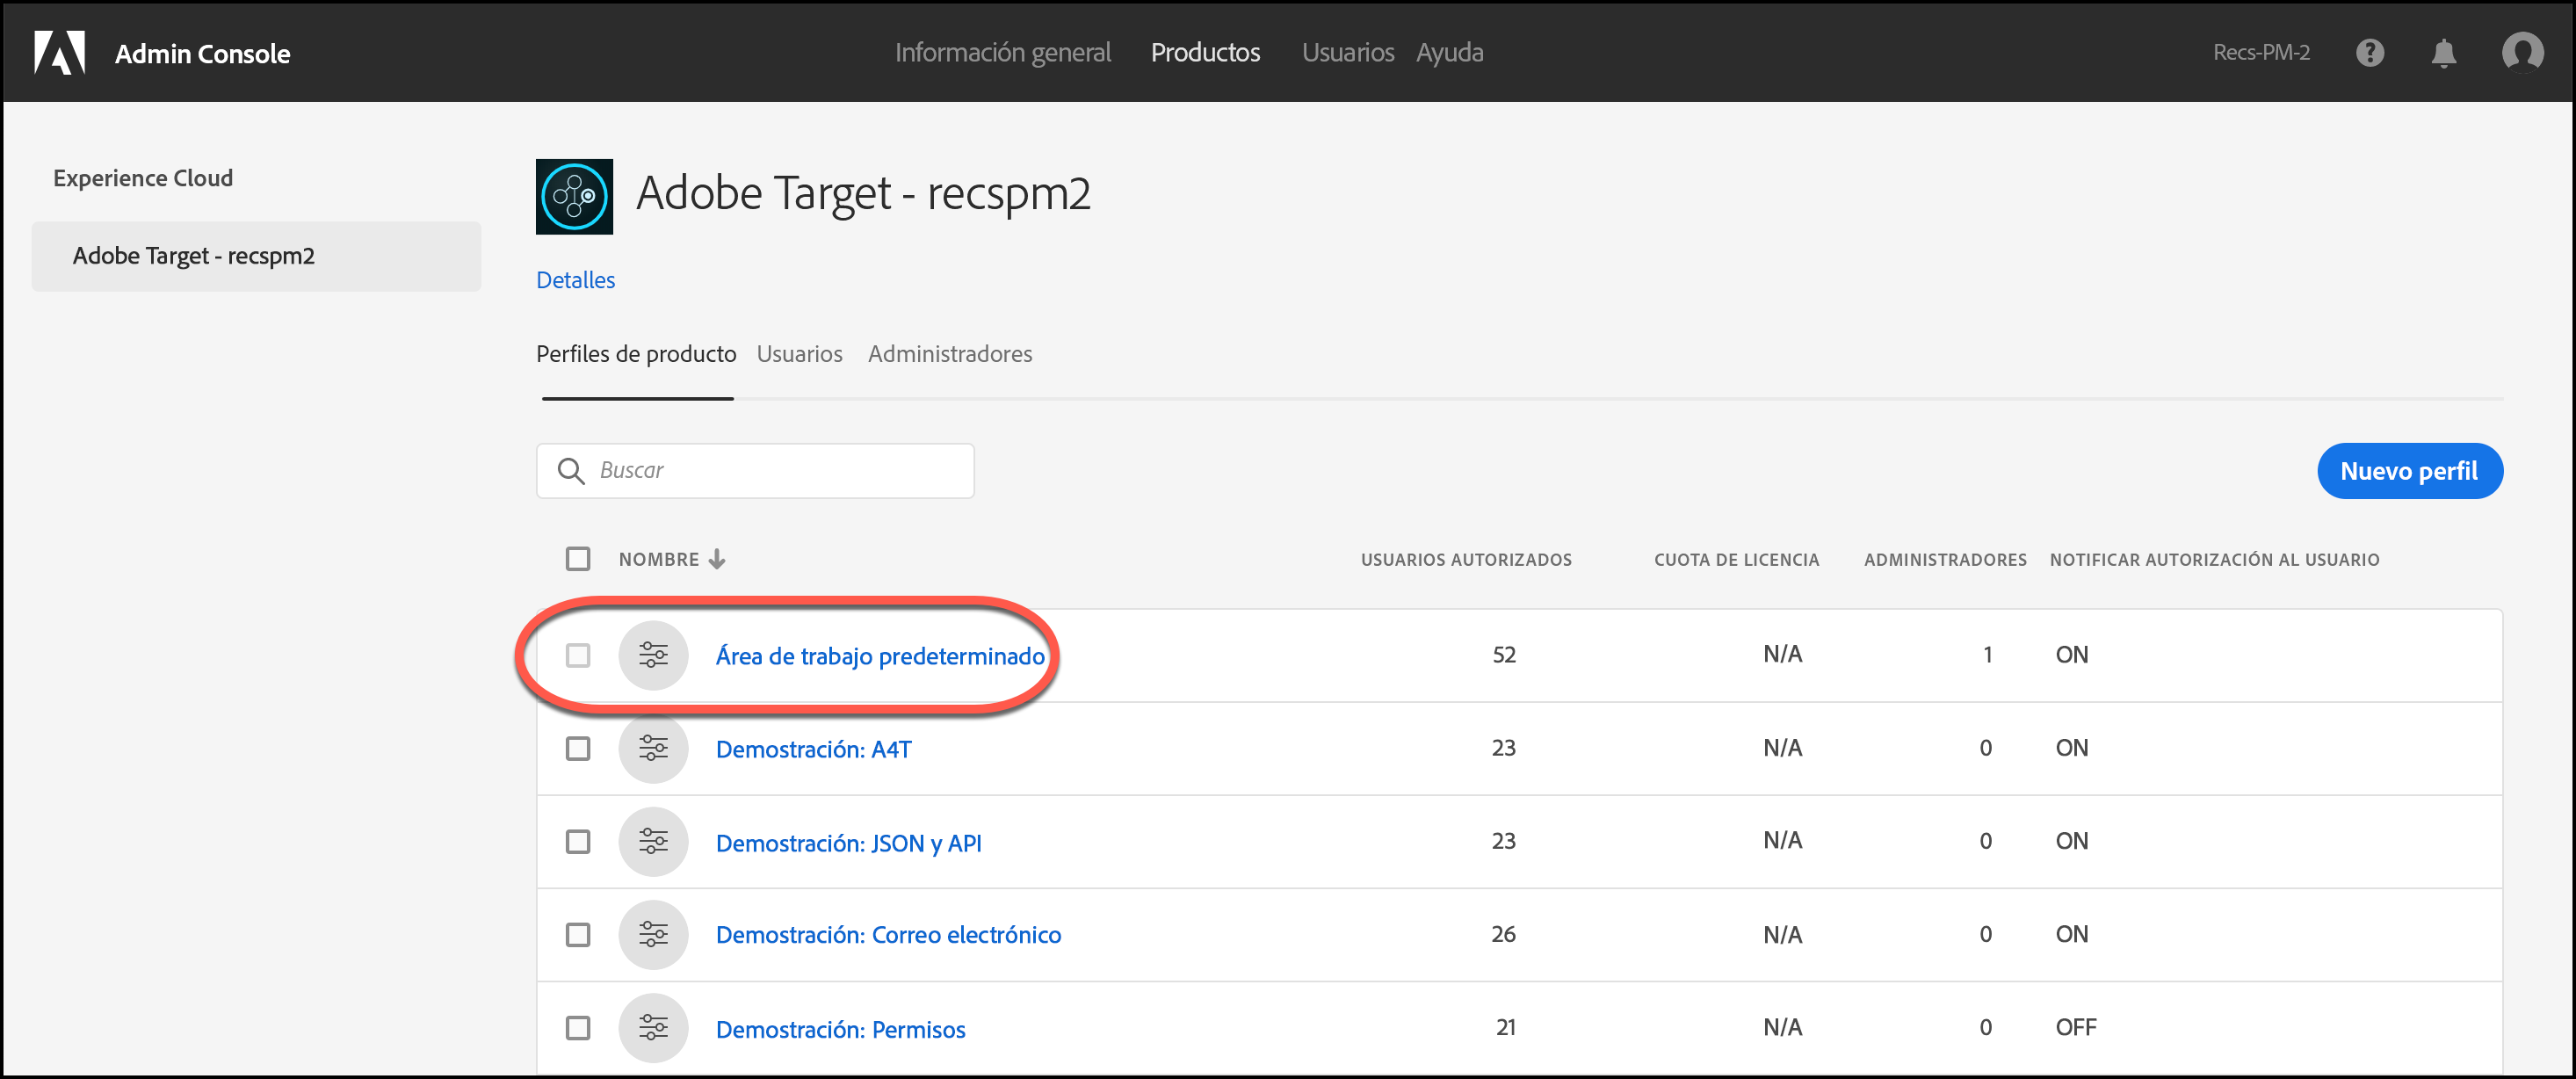 Admin Console
Información general Productos Usuarios Ayuda
Recs-PM-2
Experience Cloud
Adobe Target - recspm2
Adobe Target - recspm2
Detalles
Perfiles de producto Usuarios Administradores
Buscar
Nuevo perfil
NOMBRE USUARIOS AUTORIZADOS CUOTA DE LICENCIA ADMINISTRADORES NOTIFICAR AUTORIZACIÓN AL USUARIO
Área de trabajo predeterminado 52 N/A 1 ON
Demostración: A4T 23 N/A 0 ON
Demostración: JSON y API 23 N/A 0 ON
Demostración: Correo electrónico 26 N/A 0 ON
Demostración: Permisos 21 N/A 0 OFF